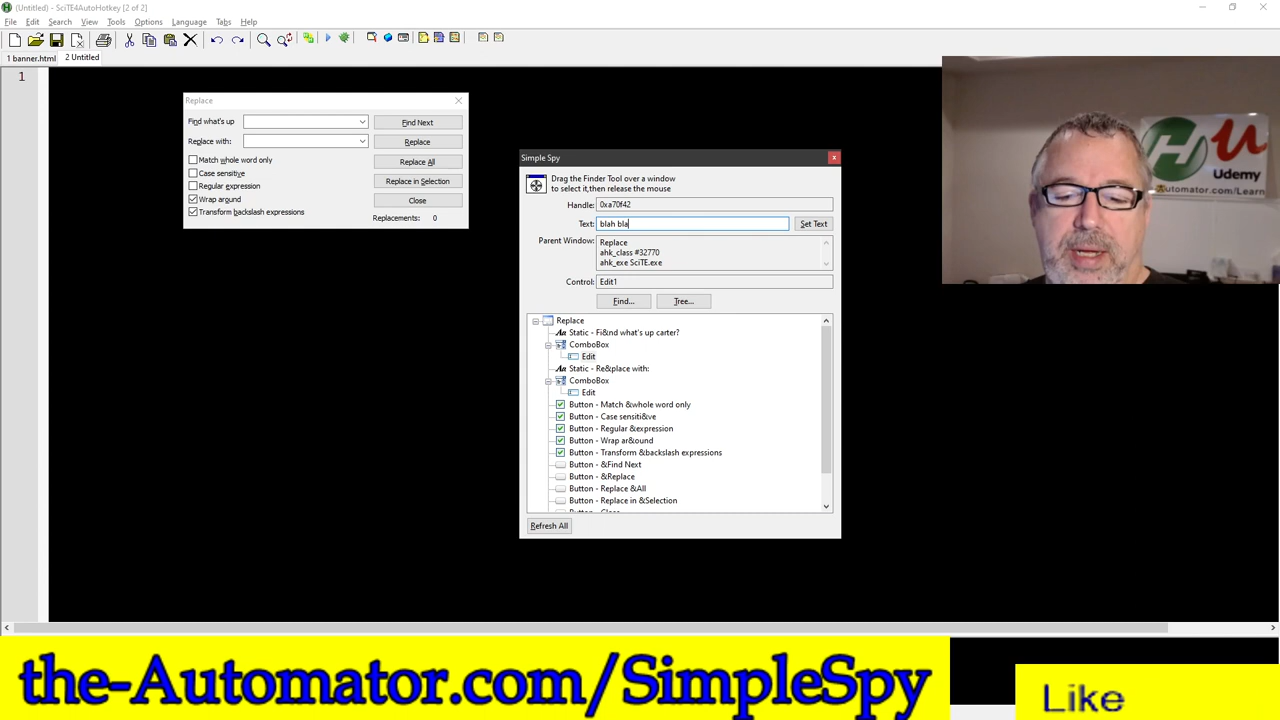 (Untitled) - SciTE4AutoHotkey [2 of 2]
File Edit Search View Tools Options Language Tabs Help
1 banner.html 2 Untitled
1
Replace
Find what's up
Find Next
Replace with:
Replace
Match whole word only
Replace All
Case sensitive
Regular expression
Replace in Selection
Wrap around
Close
Transform backslash expressions
Replacements: 0
Simple Spy
Drag the Finder Tool over a window
to select it,then release the mouse
Handle: 0xa70f42
Text: blah bla
Set Text
Parent Window: Replace
ahk_class #32770
ahk_exe SciTE.exe
Control: Edit1
Find... Tree...
Replace
Static - Fi&nd what's up carter?
ComboBox
Edit
Static - Re&place with:
ComboBox
Edit
Button - Match &whole word only
Button - Case sensiti&ve
Button - Regular &expression
Button - Wrap ar&ound
Button - Transform &backslash expressions
Button - &Find Next
Button - &Replace
Button - Replace &All
Button - Replace in &Selection
Refresh All
Udemy
Automator.com/Learn
the-Automator.com/SimpleSpy
Like